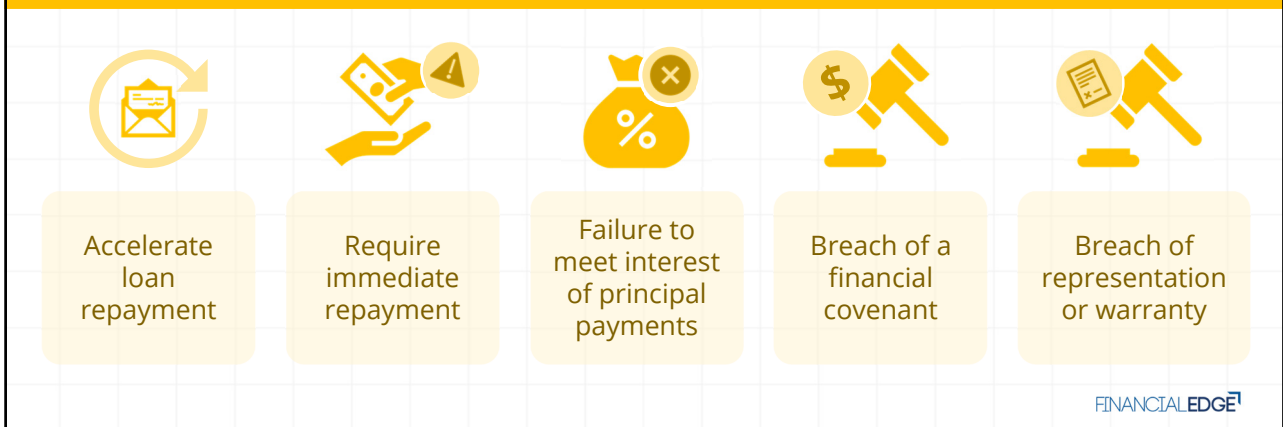 Accelerate
loan
repayment
Require
immediate
repayment
%
Failure to
meet interest
of principal
payments
$
Breach of a
financial
covenant
Breach of
representation
or warranty
FINANCIALEDGE